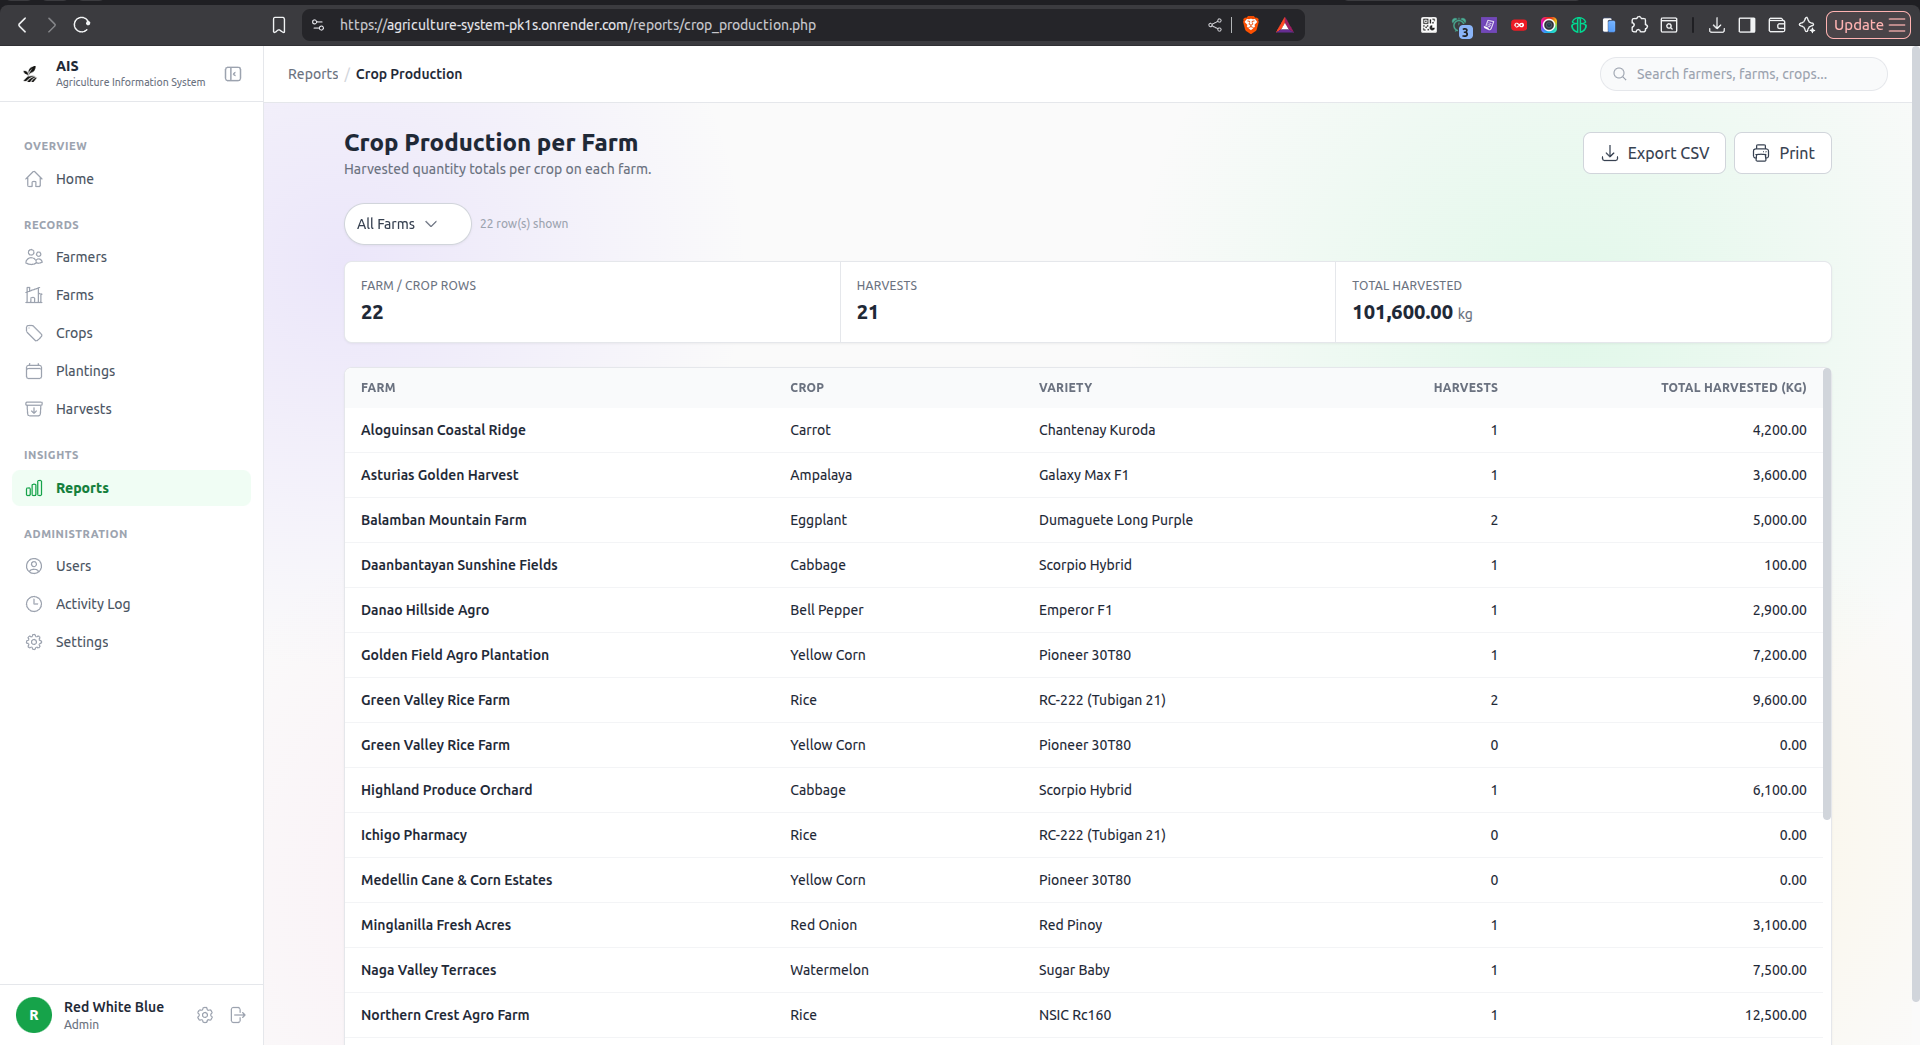 https://agriculture-system-pk1s.onrender.com/reports/crop_production.php
3
Update
AIS
Agriculture Information System
Reports / Crop Production
Search farmers, farms, crops...
OVERVIEW
Home
RECORDS
Farmers
Farms
Crops
Plantings
Harvests
INSIGHTS
Reports
ADMINISTRATION
Users
Activity Log
Settings
R
Red White Blue
Admin
Crop Production per Farm
Harvested quantity totals per crop on each farm.
Export CSV
Print
All Farms
22 row(s) shown
FARM / CROP ROWS
22
HARVESTS
21
TOTAL HARVESTED
101,600.00 kg
FARM CROP VARIETY HARVESTS TOTAL HARVESTED (KG)
Aloguinsan Coastal Ridge Carrot Chantenay Kuroda 1 4,200.00
Asturias Golden Harvest Ampalaya Galaxy Max F1 1 3,600.00
Balamban Mountain Farm Eggplant Dumaguete Long Purple 2 5,000.00
Daanbantayan Sunshine Fields Cabbage Scorpio Hybrid 1 100.00
Danao Hillside Agro Bell Pepper Emperor F1 1 2,900.00
Golden Field Agro Plantation Yellow Corn Pioneer 30T80 1 7,200.00
Green Valley Rice Farm Rice RC-222 (Tubigan 21) 2 9,600.00
Green Valley Rice Farm Yellow Corn Pioneer 30T80 0 0.00
Highland Produce Orchard Cabbage Scorpio Hybrid 1 6,100.00
Ichigo Pharmacy Rice RC-222 (Tubigan 21) 0 0.00
Medellin Cane & Corn Estates Yellow Corn Pioneer 30T80 0 0.00
Minglanilla Fresh Acres Red Onion Red Pinoy 1 3,100.00
Naga Valley Terraces Watermelon Sugar Baby 1 7,500.00
Northern Crest Agro Farm Rice NSIC Rc160 1 12,500.00